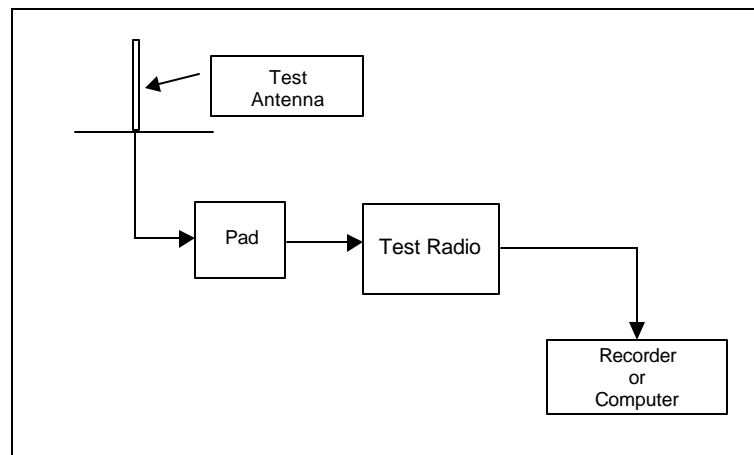 Test
Antenna
Pad
Test Radio
Recorder
or
Computer